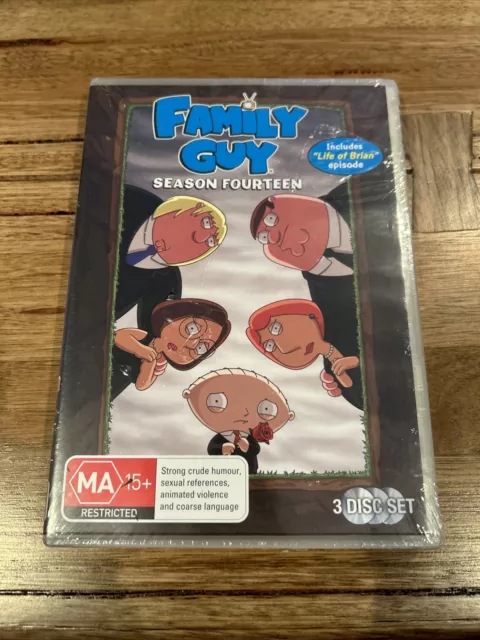 FAMILY
GUY
SEASON FOURTEEN
Includes
"Life of Brian"
episode
MA 15+
RESTRICTED
Strong crude humour,
sexual references,
animated violence
and coarse language
3 DISC SET